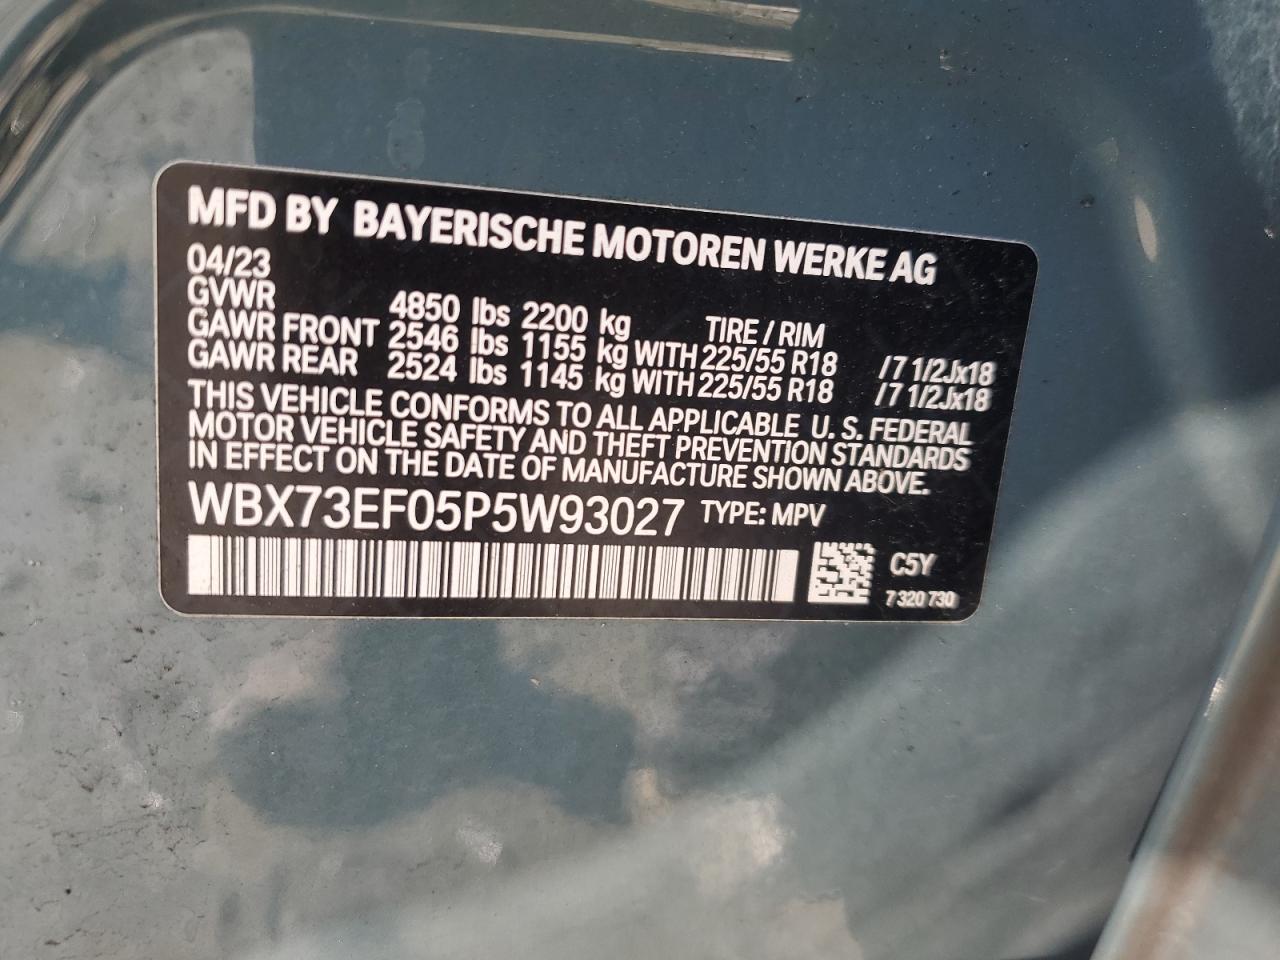 MFD BY BAYERISCHE MOTOREN WERKE AG
04/23
GVWR 4850 lbs 2200 kg TIRE / RIM
GAWR FRONT 2546 lbs 1155 kg WITH 225/55 R18 /7 1/2Jx18
GAWR REAR 2524 lbs 1145 kg WITH 225/55 R18 /7 1/2Jx18
THIS VEHICLE CONFORMS TO ALL APPLICABLE U. S. FEDERAL
MOTOR VEHICLE SAFETY AND THEFT PREVENTION STANDARDS
IN EFFECT ON THE DATE OF MANUFACTURE SHOWN ABOVE.
WBX73EF05P5W93027 TYPE: MPV
C5Y
7 320 730